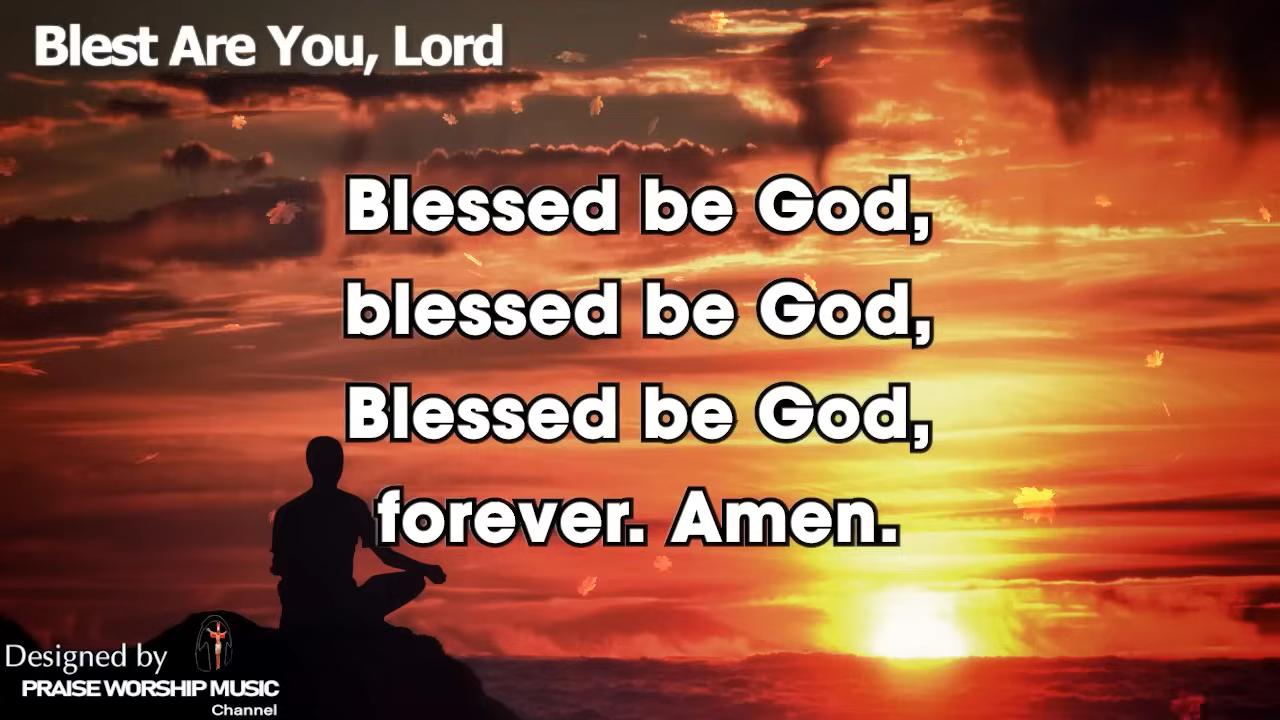 Blest Are You, Lord
Blessed be God,
blessed be God,
Blessed be God,
forever. Amen.
Designed by
PRAISE WORSHIP MUSIC
Channel